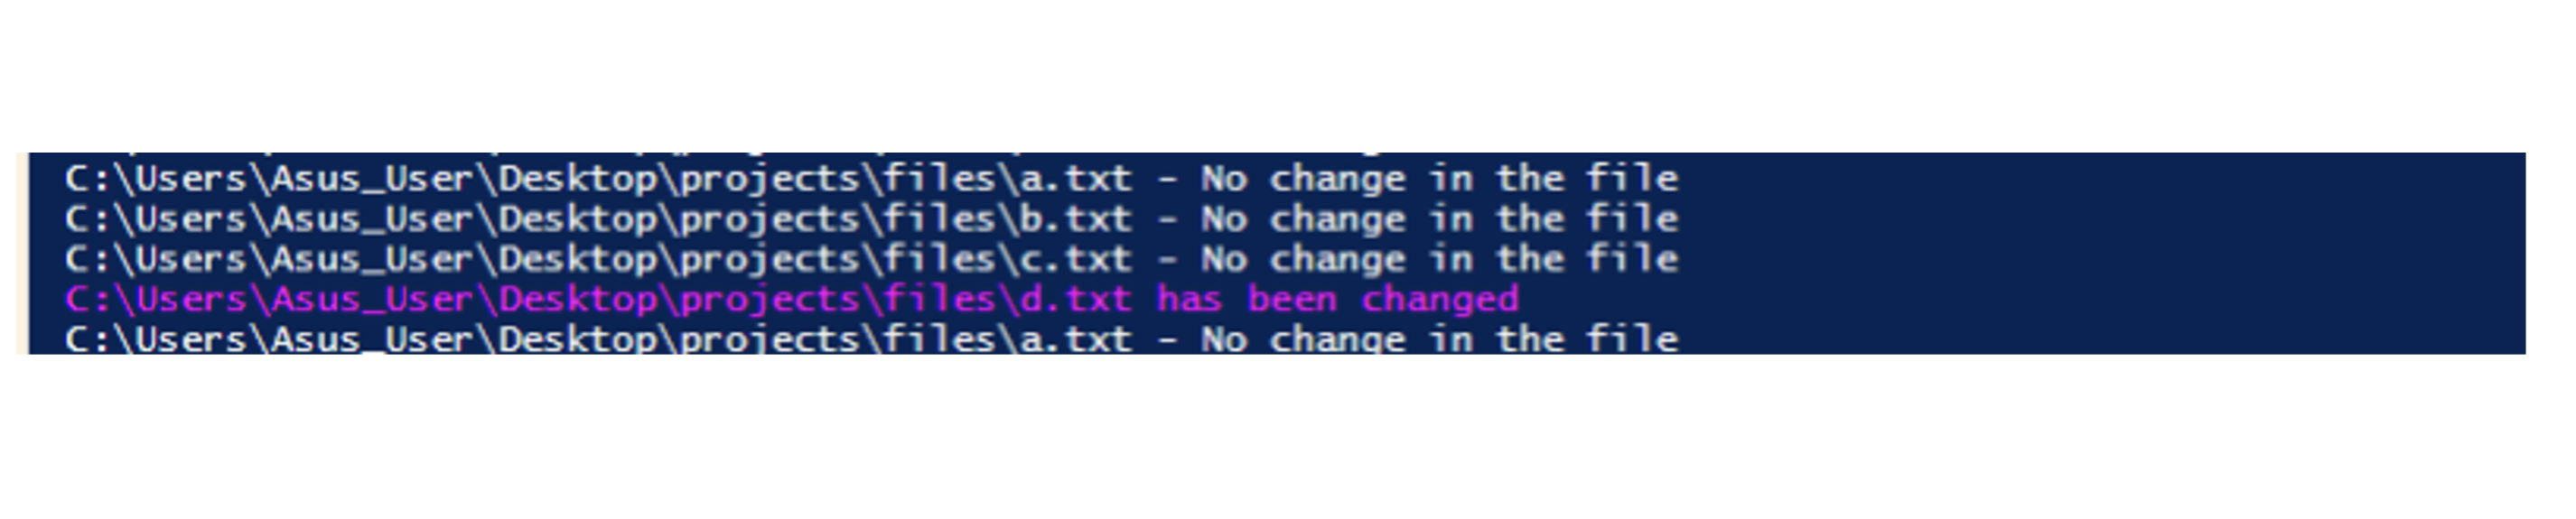 C:\Users\Asus_User\Desktop\projects\files\a.txt - No change in the file
C:\Users\Asus_User\Desktop\projects\files\b.txt - No change in the file
C:\Users\Asus_User\Desktop\projects\files\c.txt - No change in the file
C:\Users\Asus_User\Desktop\projects\files\d.txt has been changed
C:\Users\Asus_User\Desktop\projects\files\a.txt - No change in the file